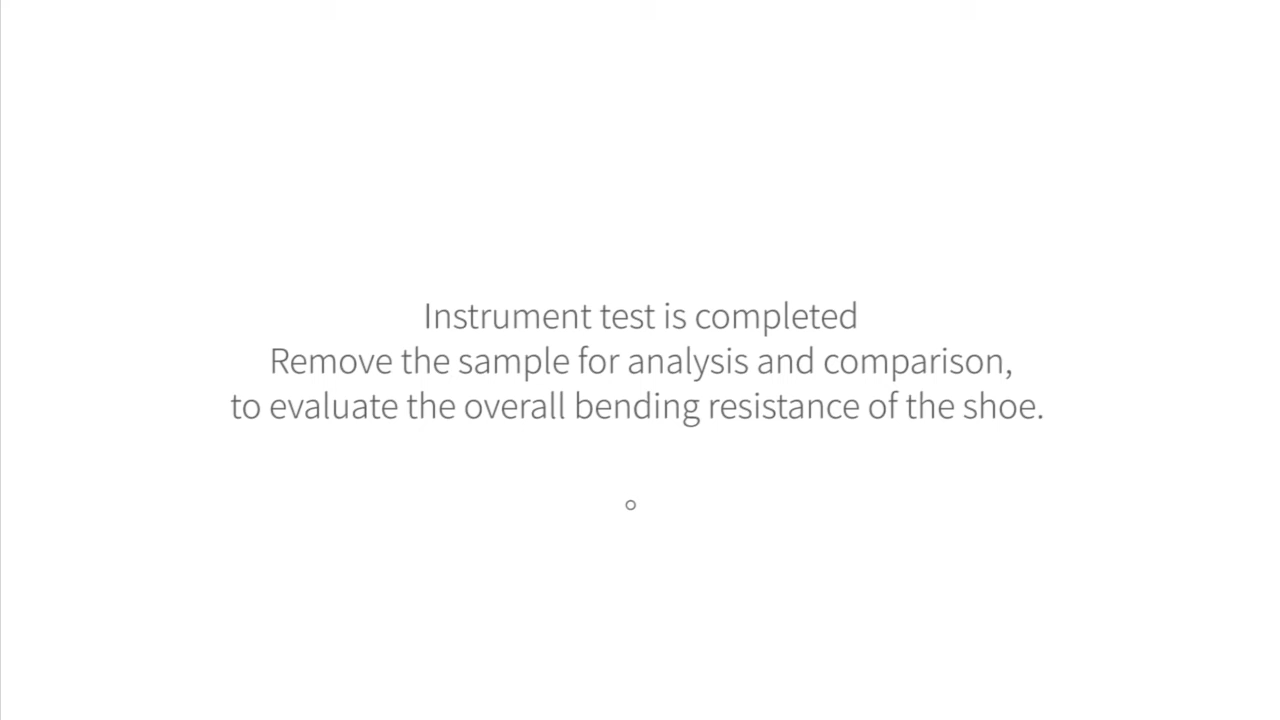 Instrument test is completed
Remove the sample for analysis and comparison,
to evaluate the overall bending resistance of the shoe.
。